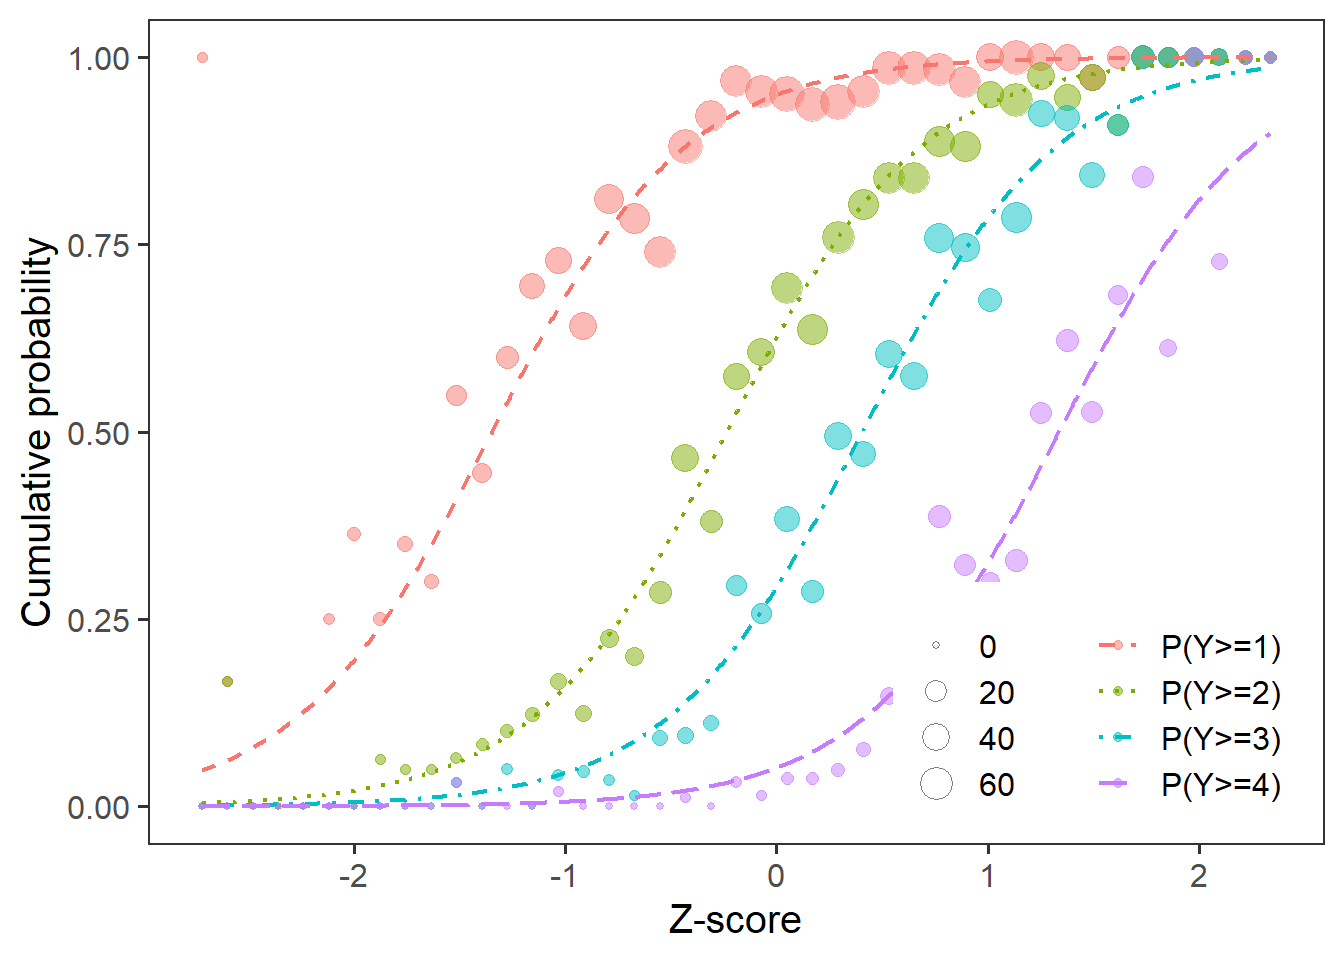 1.00
0.75
0.50
0.25
0.00
Cumulative probability
0 P(Y>=1)
20 P(Y>=2)
40 P(Y>=3)
60 P(Y>=4)
-2 -1 0 1 2
Z-score